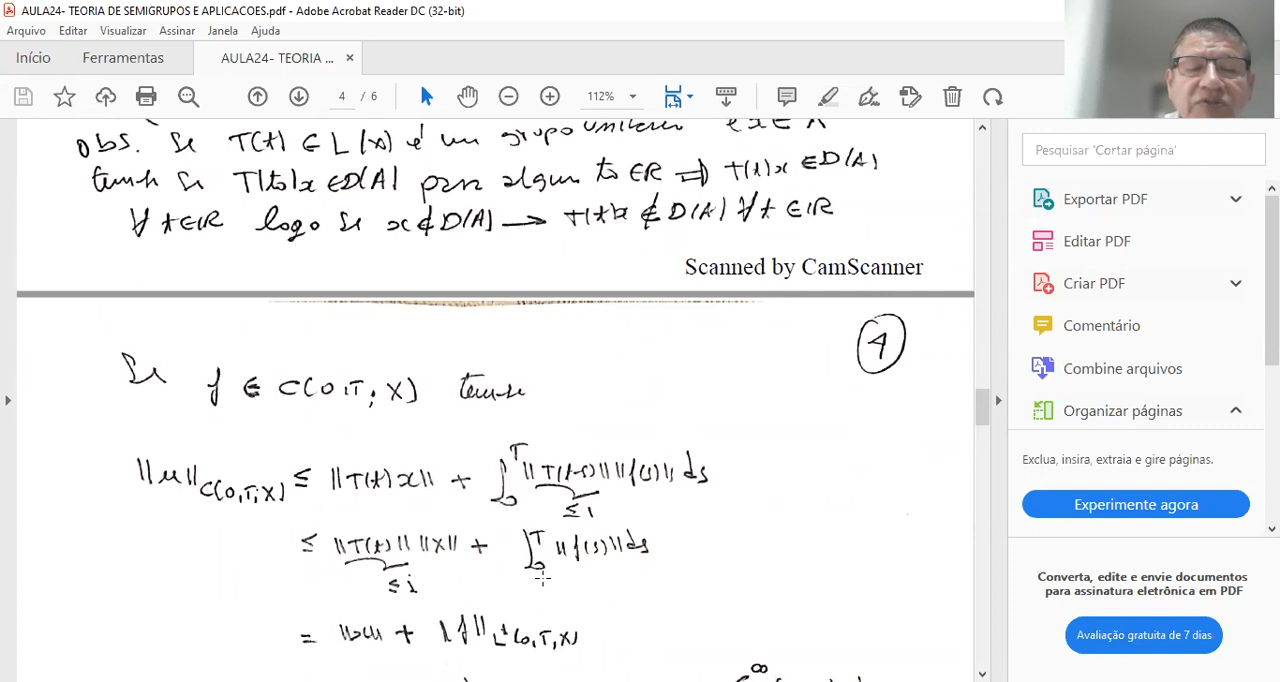 AULA24- TEORIA DE SEMIGRUPOS E APLICACOES.pdf - Adobe Acrobat Reader DC (32-bit)
Arquivo Editar Visualizar Assinar Janela Ajuda
Início Ferramentas AULA24- TEORIA ... ×
4 / 6 112%
Obs. Se T(t) ∈ L(X) é um grupo unitário e x ∈ X
tem-se se T(t0)x ∈ D(A) para algum t0 ∈ R ⇒ T(t)x ∈ D(A)
∀ t ∈ R logo se x ∉ D(A) → T(t)x ∉ D(A) ∀ t ∈ R
Scanned by CamScanner
4
Se f ∈ C(0,T; X) tem-se
||u||C(0,T,X) ≤ ||T(t)x|| + ∫0^T ||T(t-s)|| ||f(s)|| ds
≤ 1
≤ ||T(t)|| ||x|| + ∫0^T ||f(s)|| ds
≤ 1
= ||x|| + ||f||L1(0,T,X)
∞
Pesquisar 'Cortar página'
Exportar PDF
Editar PDF
Criar PDF
Comentário
Combine arquivos
Organizar páginas
Exclua, insira, extraia e gire páginas.
Experimente agora
Converta, edite e envie documentos
para assinatura eletrônica em PDF
Avaliação gratuita de 7 dias